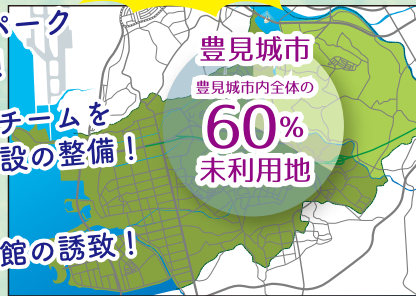 パーク
チームを
設の整備！
館の誘致！
豊見城市
豊見城市内全体の
60%
未利用地